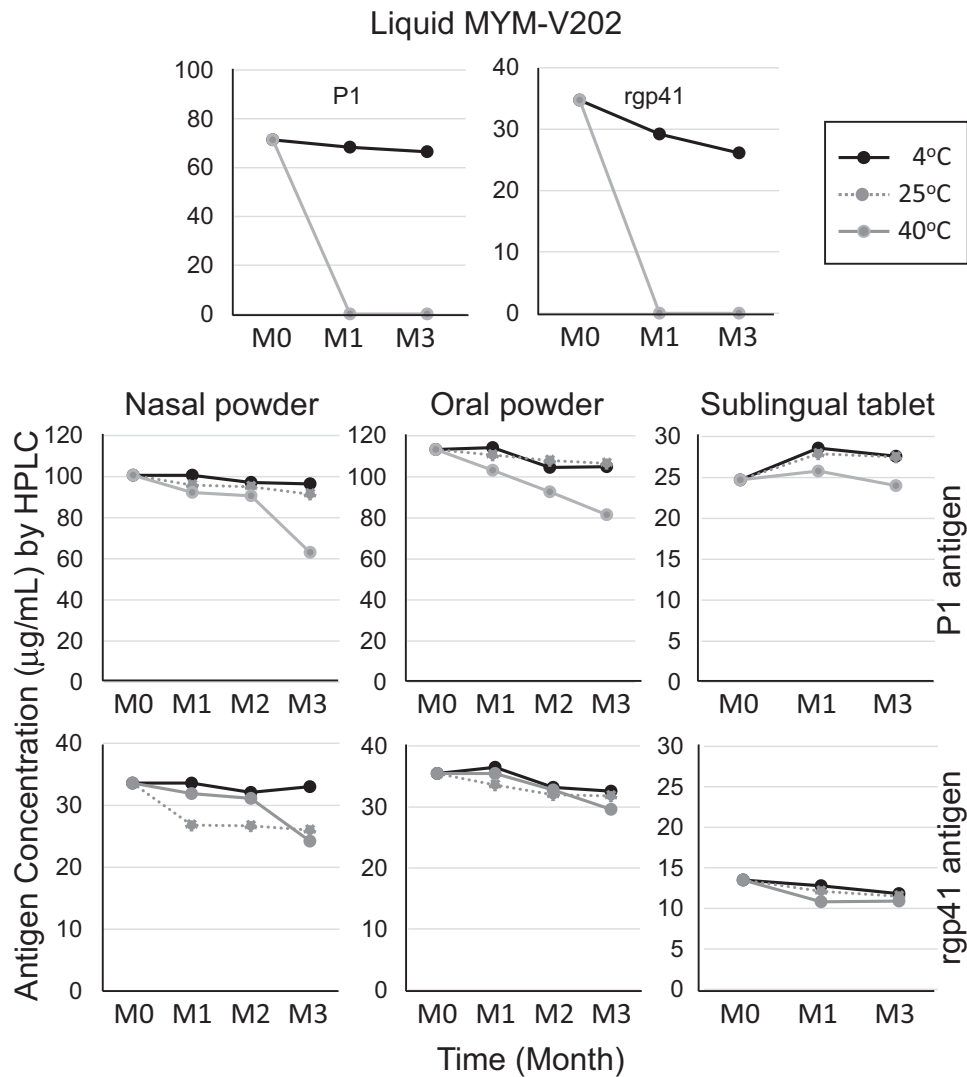 Liquid MYM-V202
100
80
60
40
20
0
P1
M0 M1 M3
40
30
20
10
0
rgp41
M0 M1 M3
4°C
25°C
40°C
Antigen Concentration (μg/mL) by HPLC
Nasal powder
120
100
80
60
40
20
0
M0 M1 M2 M3
Oral powder
120
100
80
60
40
20
0
M0 M1 M2 M3
Sublingual tablet
30
25
20
15
10
5
0
M0 M1 M3
P1 antigen
40
30
20
10
0
M0 M1 M2 M3
40
30
20
10
0
M0 M1 M2 M3
30
25
20
15
10
5
0
M0 M1 M3
rgp41 antigen
Time (Month)